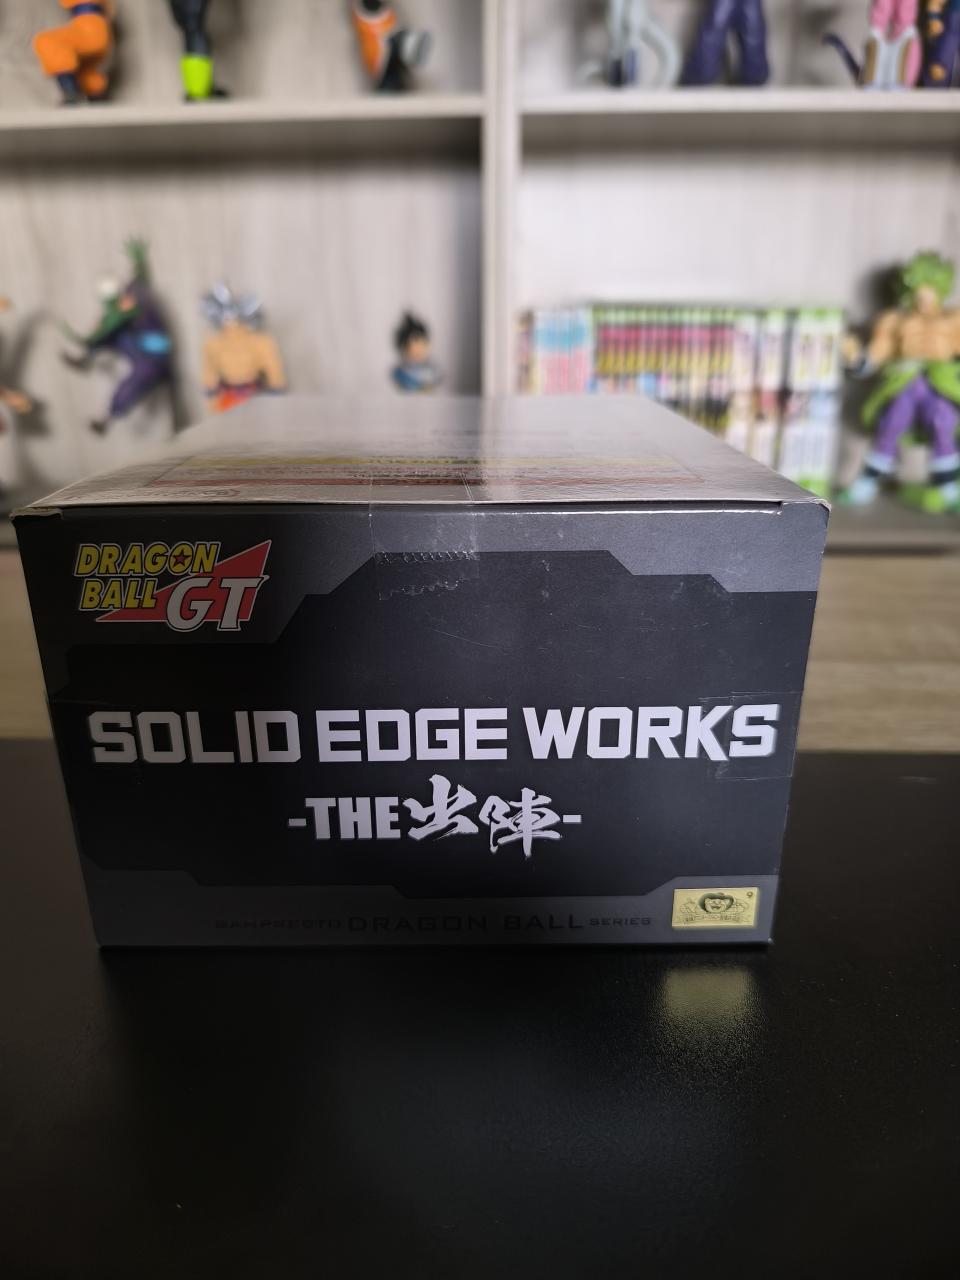 DRAGON
BALL GT
SOLID EDGE WORKS
-THE出陣-
BANPRESTO DRAGON BALL SERIES